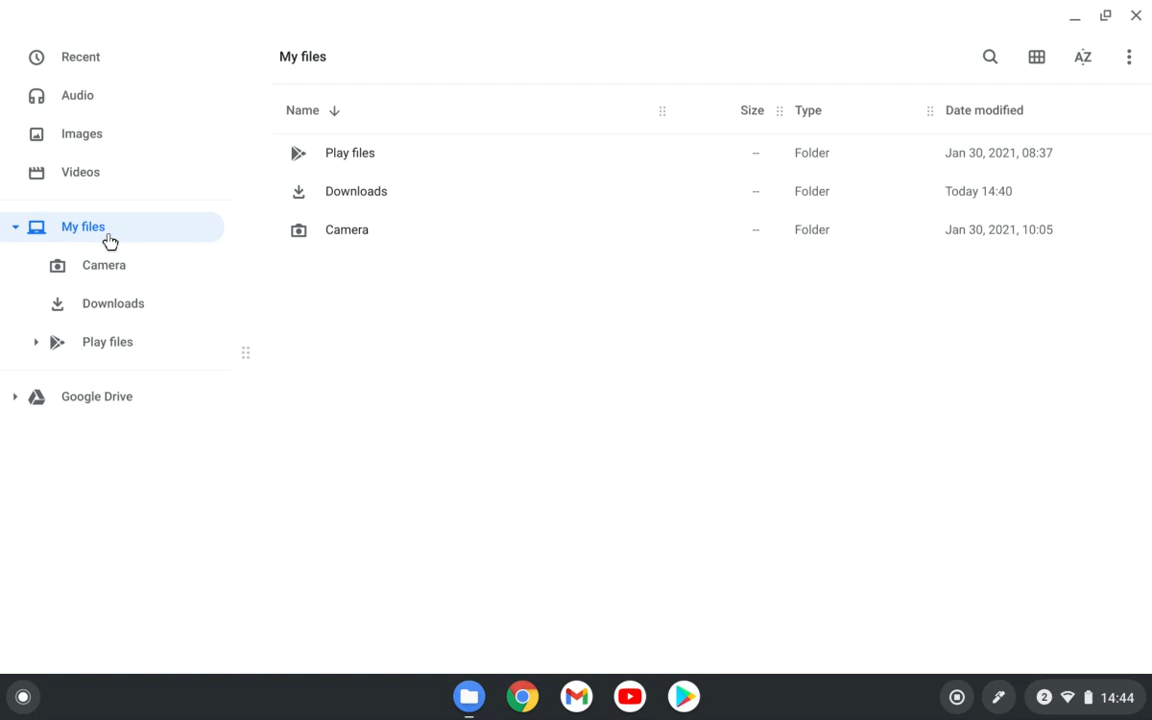 Recent
Audio
Images
Videos
My files
Camera
Downloads
Play files
Google Drive
My files
AZ
Name Size Type Date modified
Play files -- Folder Jan 30, 2021, 08:37
Downloads -- Folder Today 14:40
Camera -- Folder Jan 30, 2021, 10:05
2 14:44